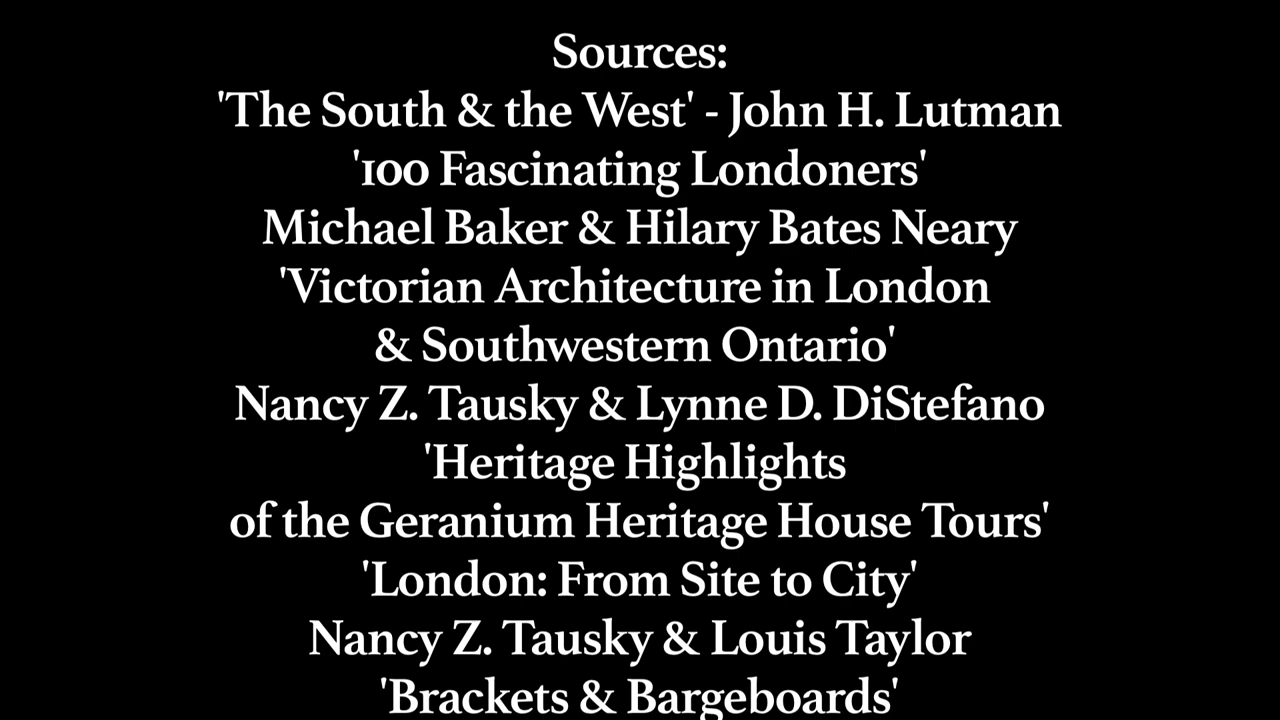 Sources:
'The South & the West' - John H. Lutman
'100 Fascinating Londoners'
Michael Baker & Hilary Bates Neary
'Victorian Architecture in London
& Southwestern Ontario'
Nancy Z. Tausky & Lynne D. DiStefano
'Heritage Highlights
of the Geranium Heritage House Tours'
'London: From Site to City'
Nancy Z. Tausky & Louis Taylor
'Brackets & Bargeboards'